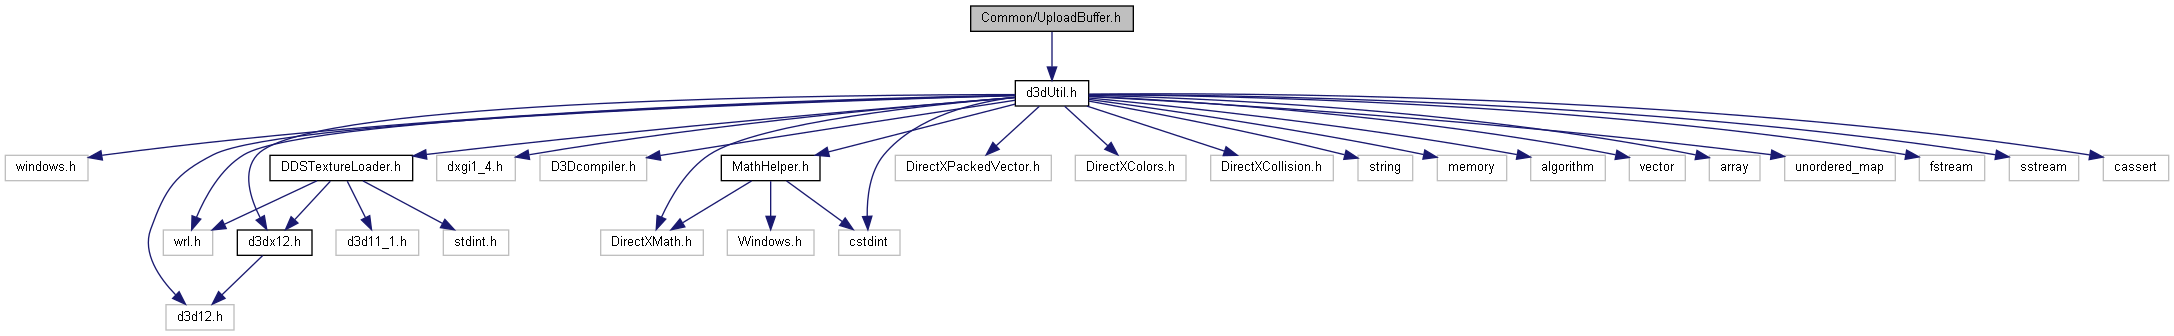 Common/UploadBuffer.h
d3dUtil.h
windows.h
DDSTextureLoader.h
dxgi1_4.h
D3Dcompiler.h
MathHelper.h
DirectXPackedVector.h
DirectXColors.h
DirectXCollision.h
string
memory
algorithm
vector
array
unordered_map
fstream
sstream
cassert
wrl.h
d3dx12.h
d3d11_1.h
stdint.h
DirectXMath.h
Windows.h
cstdint
d3d12.h